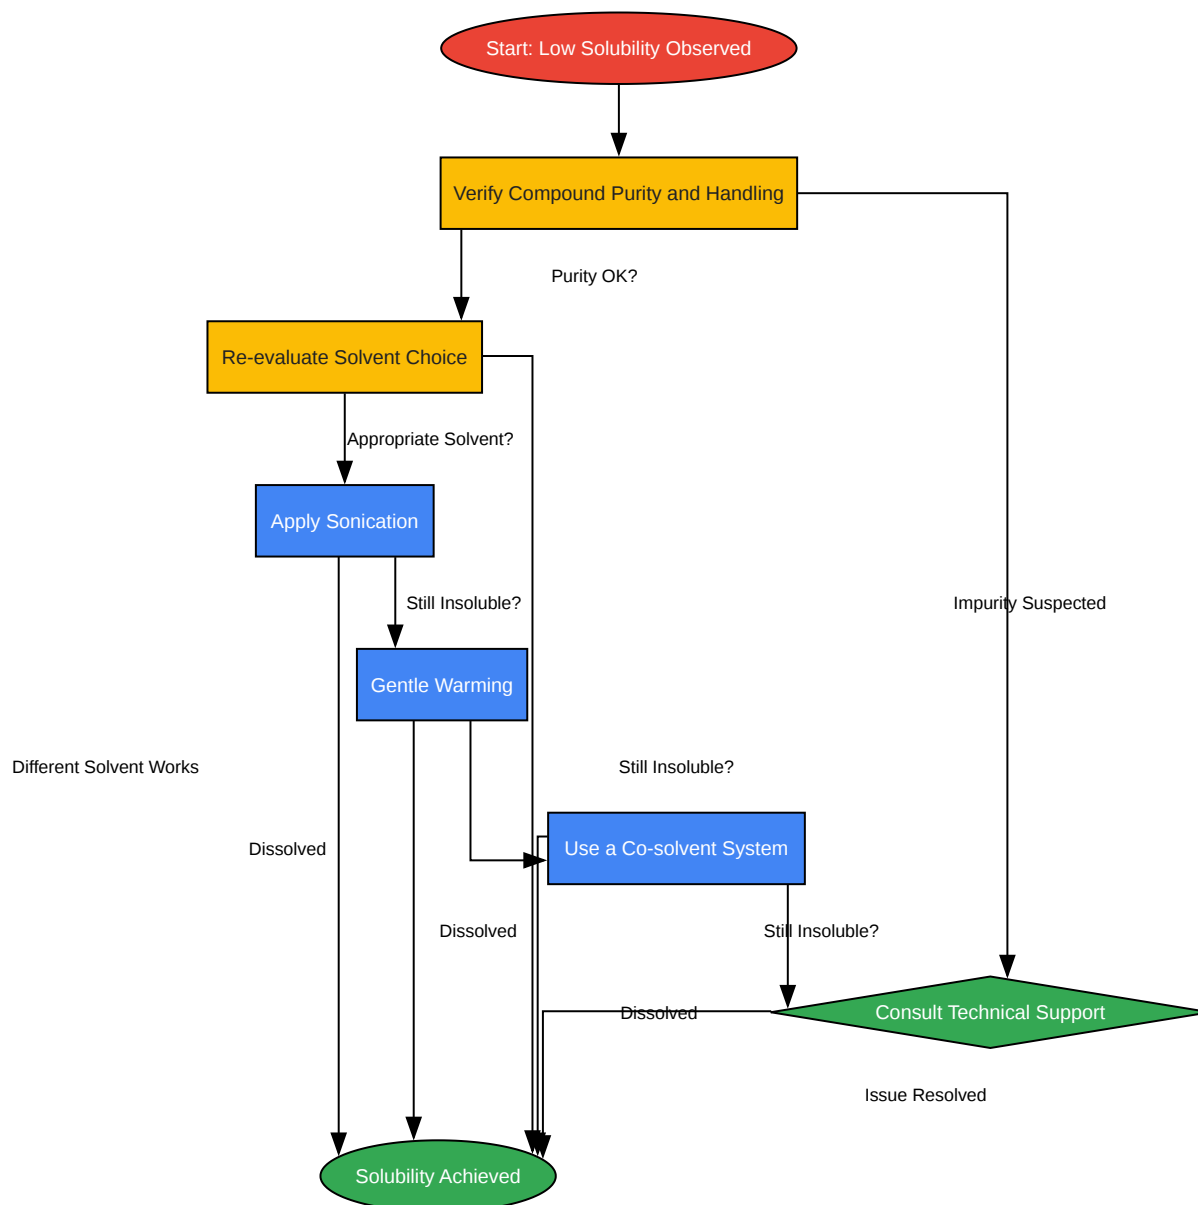 Start: Low Solubility Observed
Verify Compound Purity and Handling
Purity OK?
Re-evaluate Solvent Choice
Appropriate Solvent?
Apply Sonication
Still Insoluble?
Impurity Suspected
Gentle Warming
Different Solvent Works
Still Insoluble?
Dissolved
Use a Co-solvent System
Dissolved
Still Insoluble?
Dissolved
Consult Technical Support
Issue Resolved
Solubility Achieved